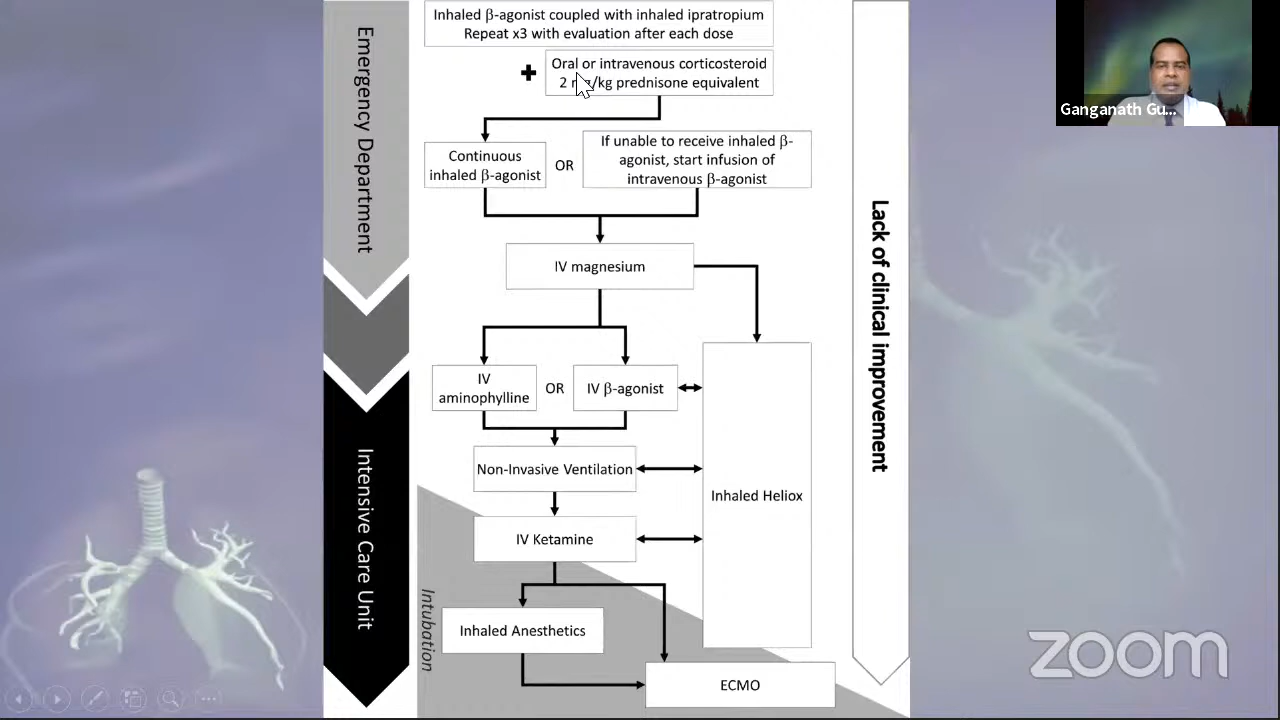 Emergency Department
Inhaled β-agonist coupled with inhaled ipratropium
Repeat x3 with evaluation after each dose
Oral or intravenous corticosteroid
2 mg/kg prednisone equivalent
Continuous
inhaled β-agonist
OR
If unable to receive inhaled β-
agonist, start infusion of
intravenous β-agonist
IV magnesium
IV
aminophylline
OR
IV β-agonist
Non-Invasive Ventilation
IV Ketamine
Inhaled Heliox
Inhaled Anesthetics
ECMO
Intensive Care Unit
Intubation
Lack of clinical improvement
Ganganath Gu...
zoom